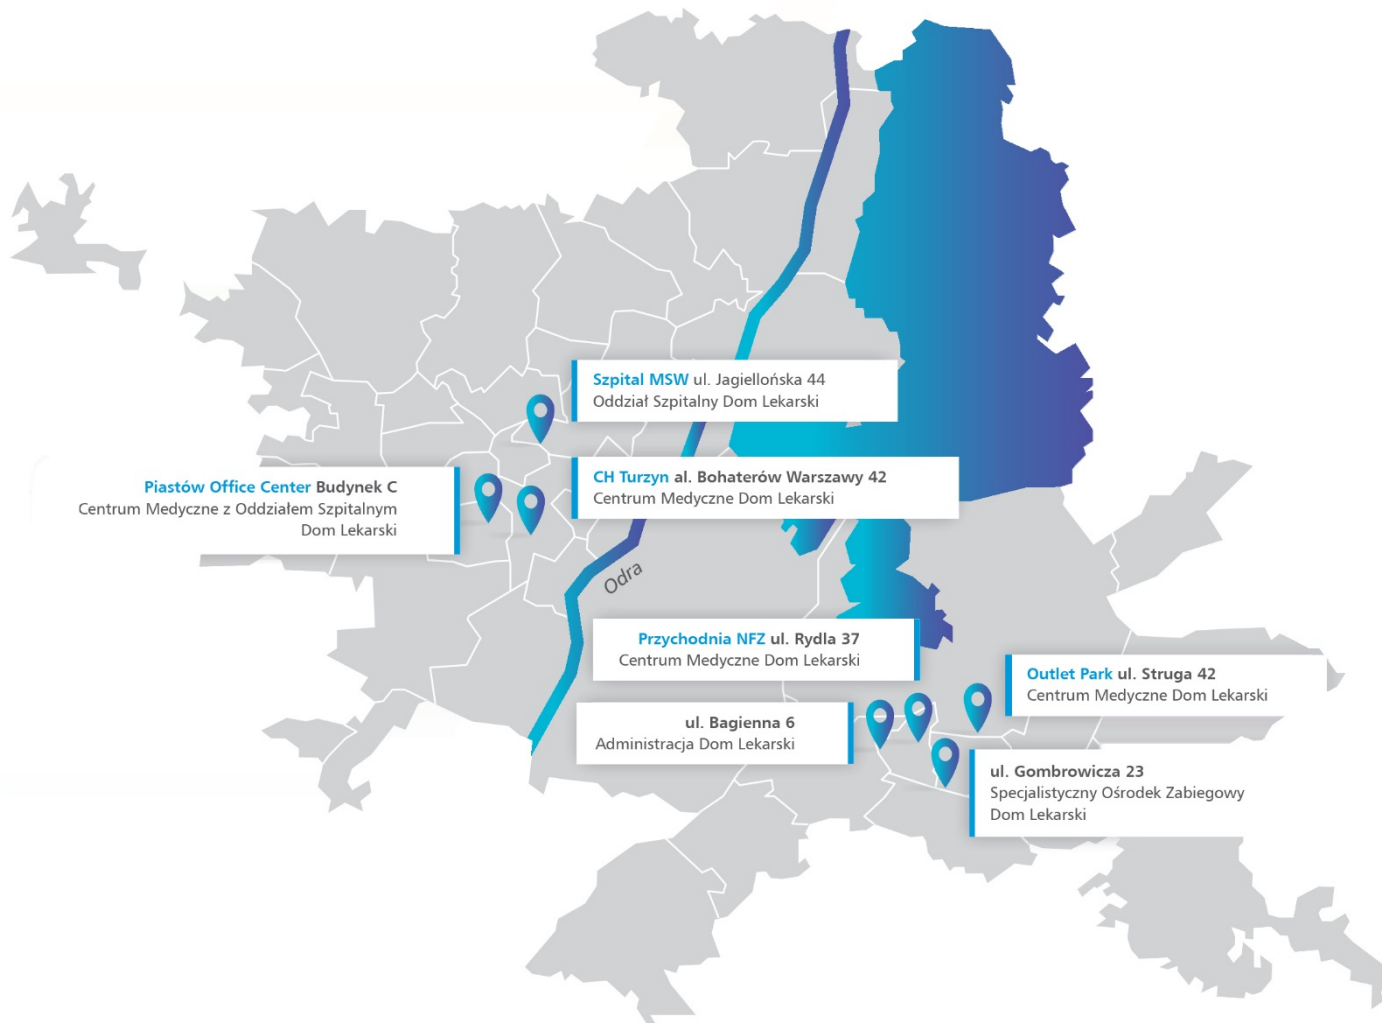 Szpital MSW ul. Jagiellońska 44
Oddział Szpitalny Dom Lekarski
Piastów Office Center Budynek C
Centrum Medyczne z Oddziałem Szpitalnym
Dom Lekarski
CH Turzyn al. Bohaterów Warszawy 42
Centrum Medyczne Dom Lekarski
Odra
Przychodnia NFZ ul. Rydla 37
Centrum Medyczne Dom Lekarski
Outlet Park ul. Struga 42
Centrum Medyczne Dom Lekarski
ul. Bagienna 6
Administracja Dom Lekarski
ul. Gombrowicza 23
Specjalistyczny Ośrodek Zabiegowy
Dom Lekarski